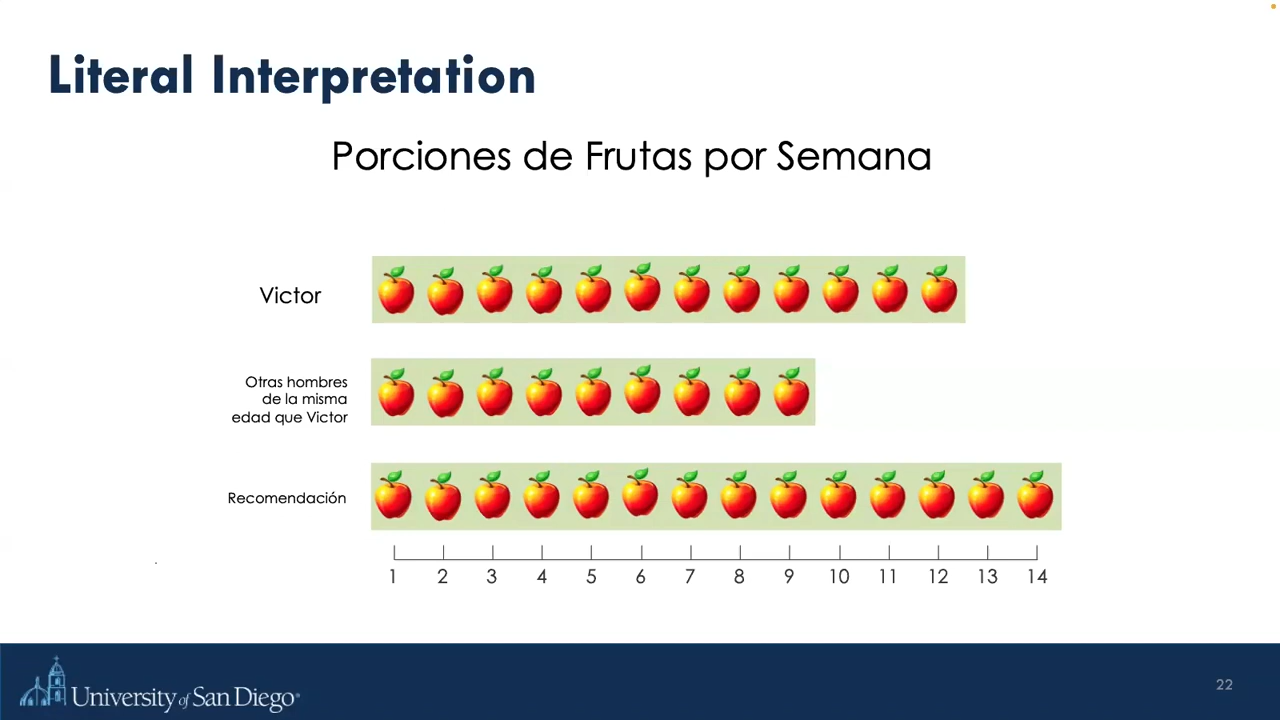 Literal Interpretation
Porciones de Frutas por Semana
Victor
Otras hombres
de la misma
edad que Victor
Recomendación
1 2 3 4 5 6 7 8 9 10 11 12 13 14
University of San Diego
22